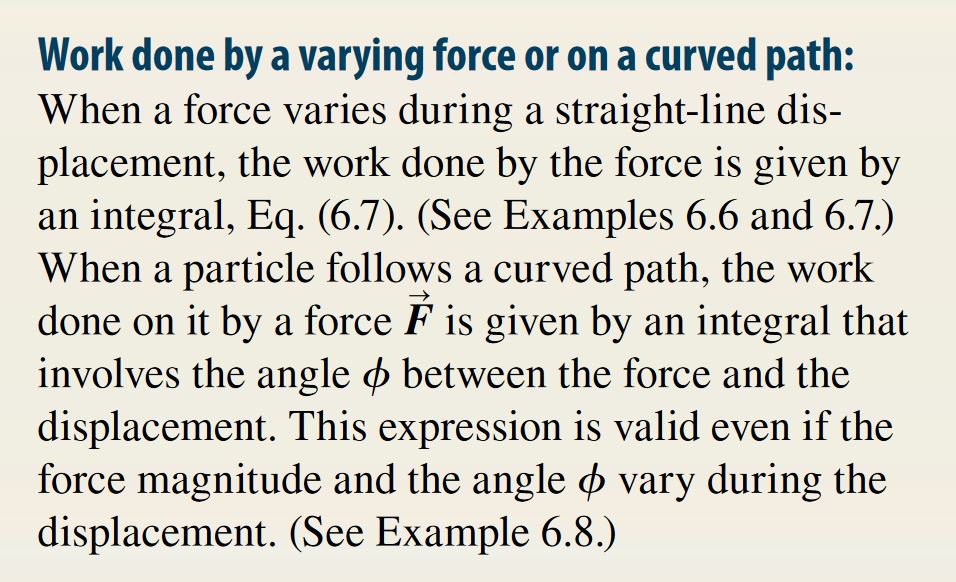 Work done by a varying force or on a curved path:
When a force varies during a straight-line dis-
placement, the work done by the force is given by
an integral, Eq. (6.7). (See Examples 6.6 and 6.7.)
When a particle follows a curved path, the work
done on it by a force F⃗ is given by an integral that
involves the angle ϕ between the force and the
displacement. This expression is valid even if the
force magnitude and the angle ϕ vary during the
displacement. (See Example 6.8.)